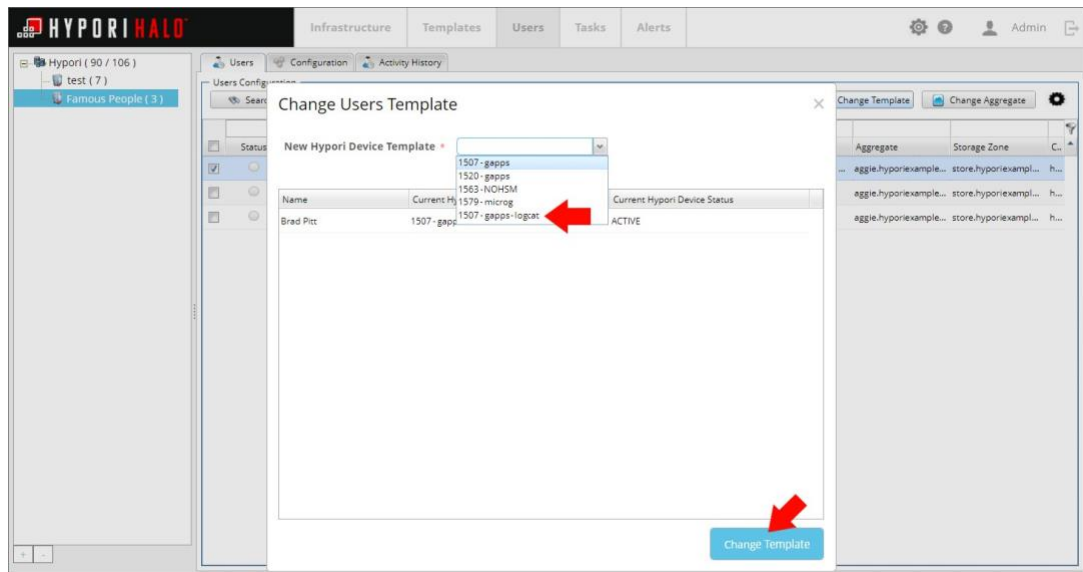 HYPORI HALO
Infrastructure Templates Users Tasks Alerts
Admin
Hypori ( 90 / 106 )
test ( 7 )
Famous People ( 3 )
Users Configuration Activity History
Users
Change Template Change Aggregate
Status Aggregate Storage Zone C..
... aggie.hyporiexample... store.hyporiexampl... h...
aggie.hyporiexample... store.hyporiexampl... h...
aggie.hyporiexample... store.hyporiexampl... h...
Change Users Template
New Hypori Device Template *
1507 - gapps
1520 - gapps
1563 - NOHSM
1579 - microg
1507 - gapps - logcat
Name Current Current Hypori Device Status
Brad Pitt 1507 - gapp ACTIVE
Change Template
+ -